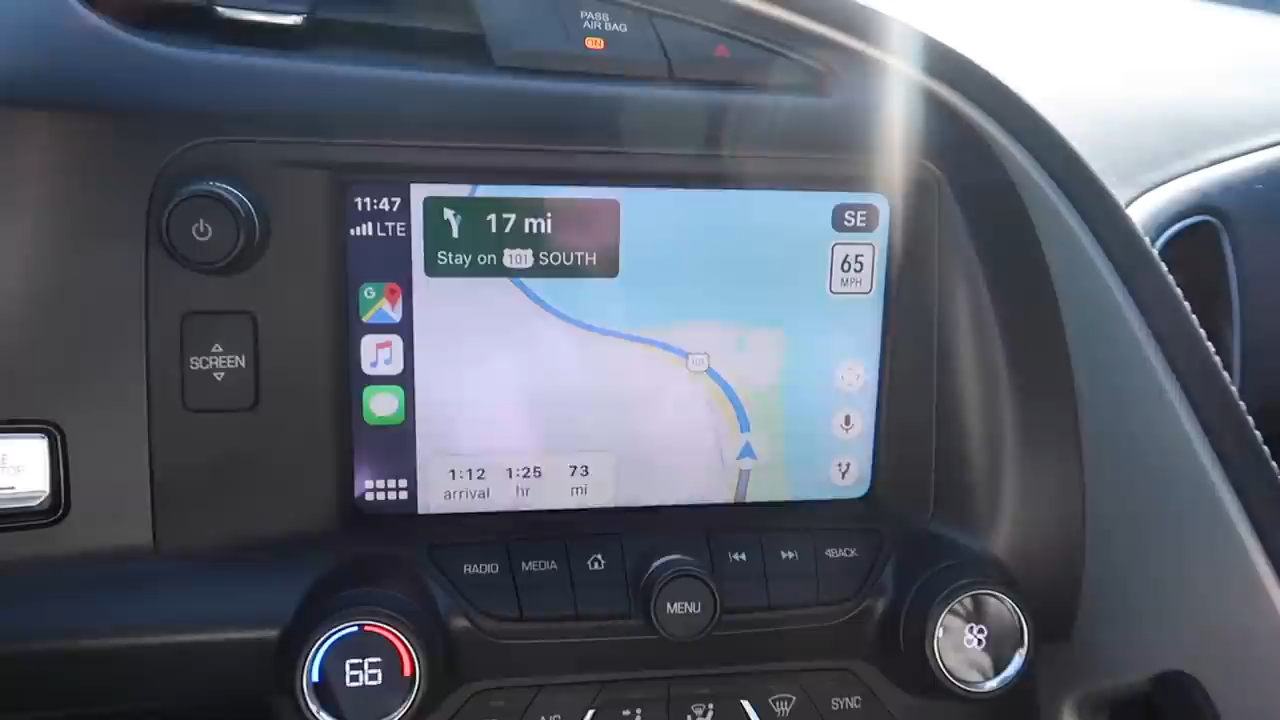 PASS
AIR BAG
ON
11:47
LTE
17 mi
Stay on 101 SOUTH
SE
65
MPH
G
SCREEN
101
1:12 1:25 73
arrival hr mi
RADIO
MEDIA
BACK
MENU
66
SYNC